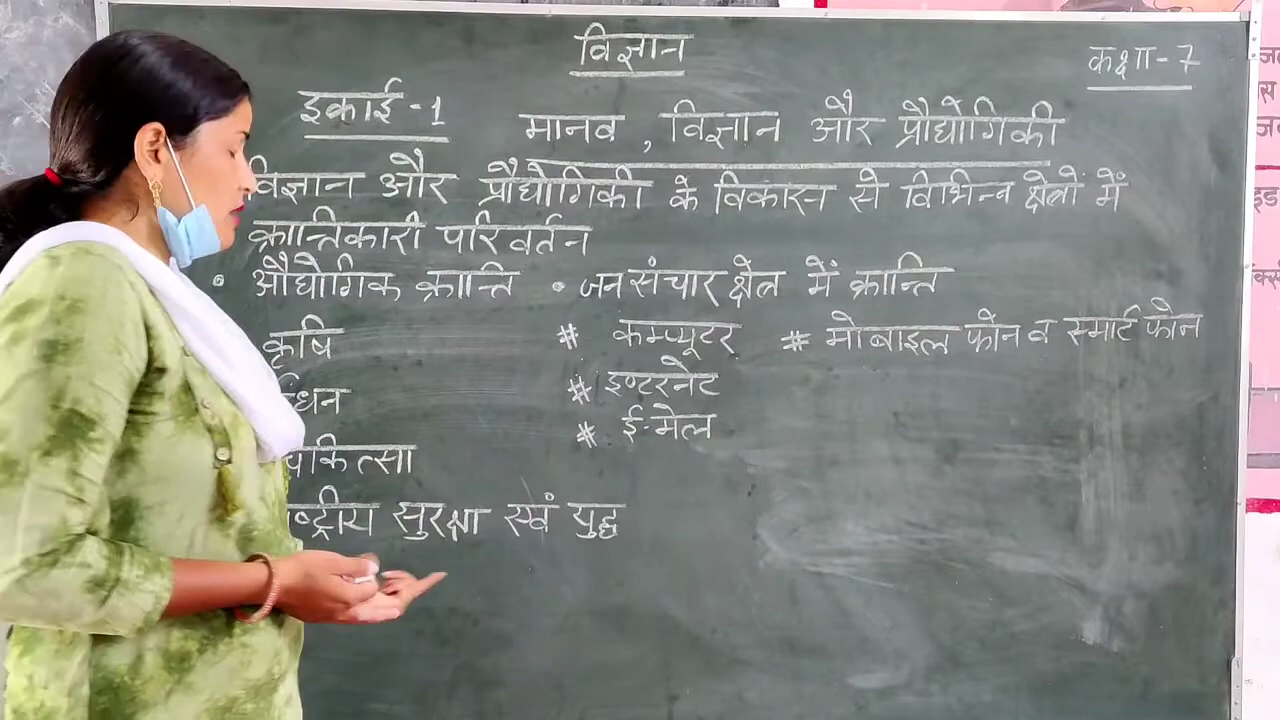 विज्ञान
कक्षा - 7
इकाई - 1
मानव , विज्ञान और प्रौद्योगिकी
विज्ञान और प्रौद्योगिकी के विकास से विभिन्न क्षेत्रों में
क्रान्तिकारी परिवर्तन
• औद्योगिक क्रान्ति • जनसंचार क्षेत्र में क्रान्ति
कृषि # कम्प्यूटर # मोबाइल फोन व स्मार्ट फोन
# इण्टरनेट
# ई-मेल
सुरक्षा एवं युद्ध